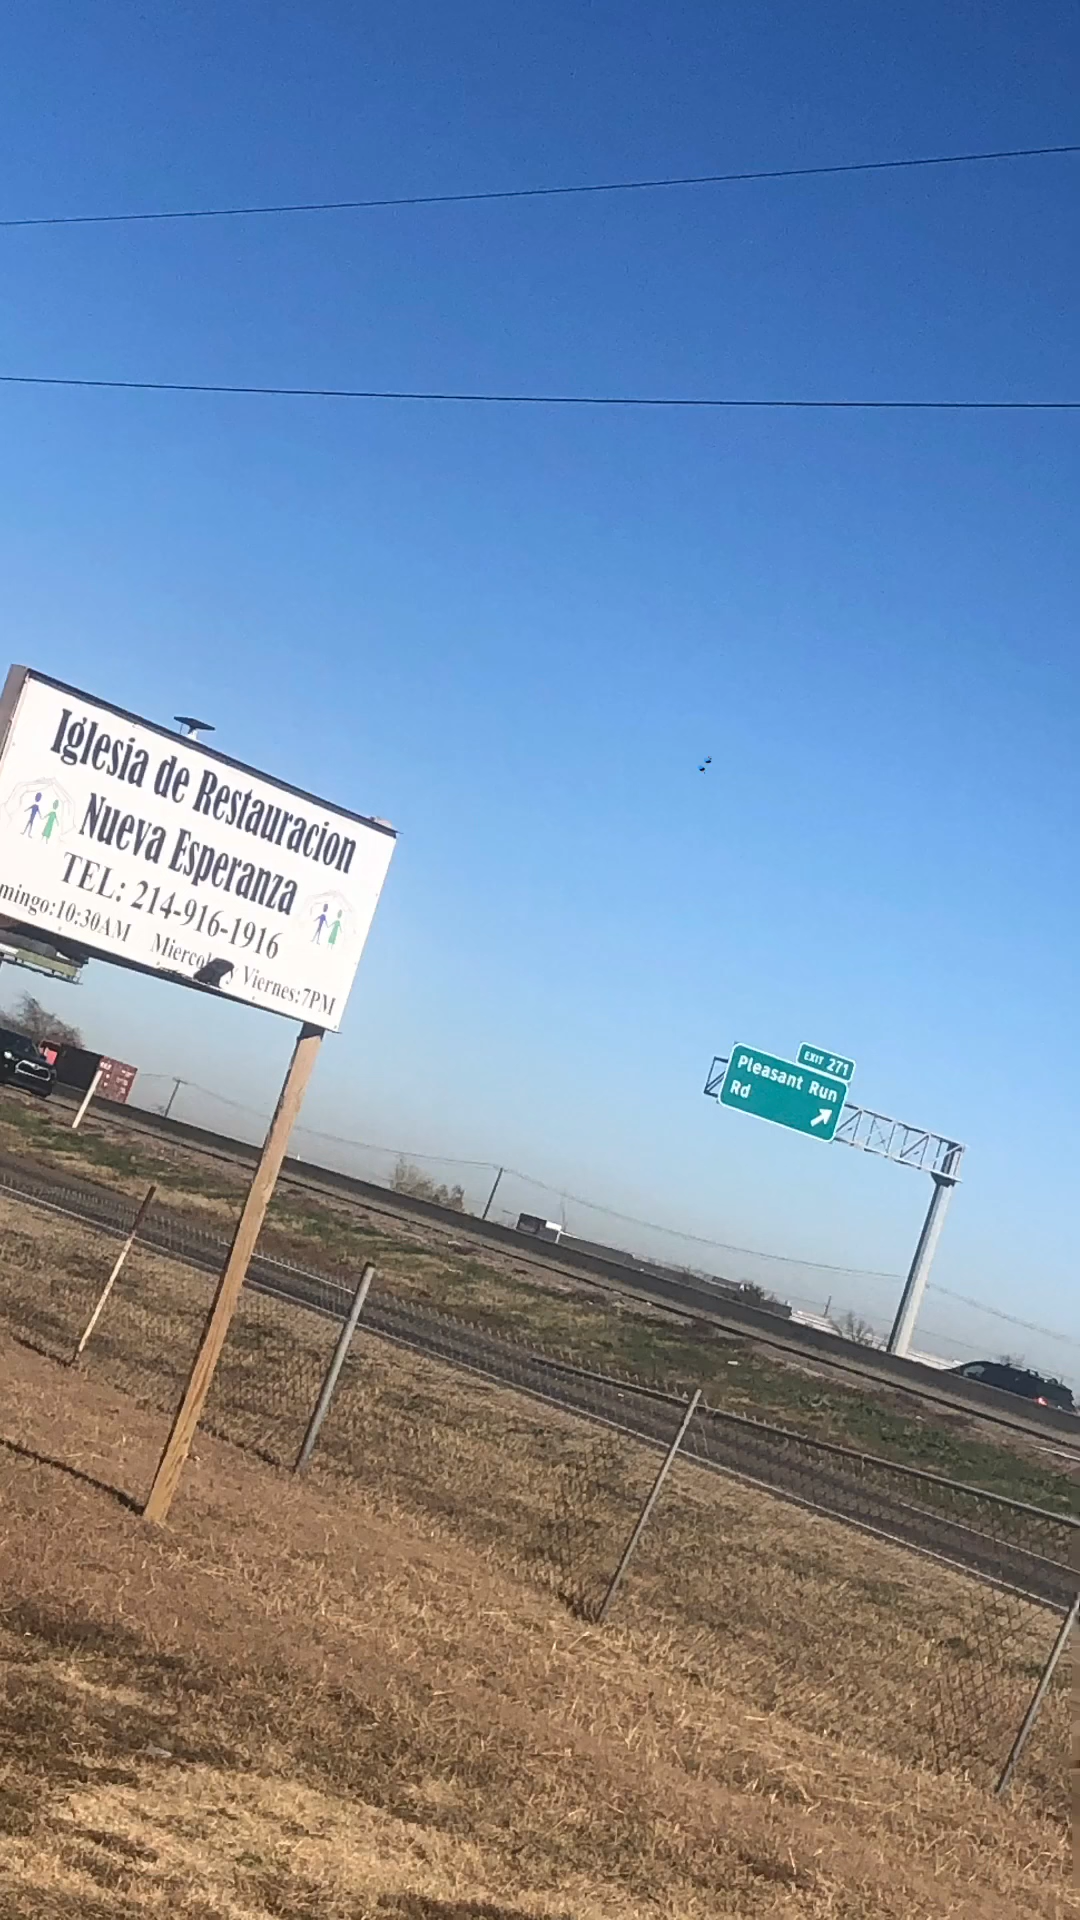 Iglesia de Restauracion
Nueva Esperanza
TEL: 214-916-1916
mingo:10:30AM Viernes:7PM
EXIT 271
Pleasant Run
Rd